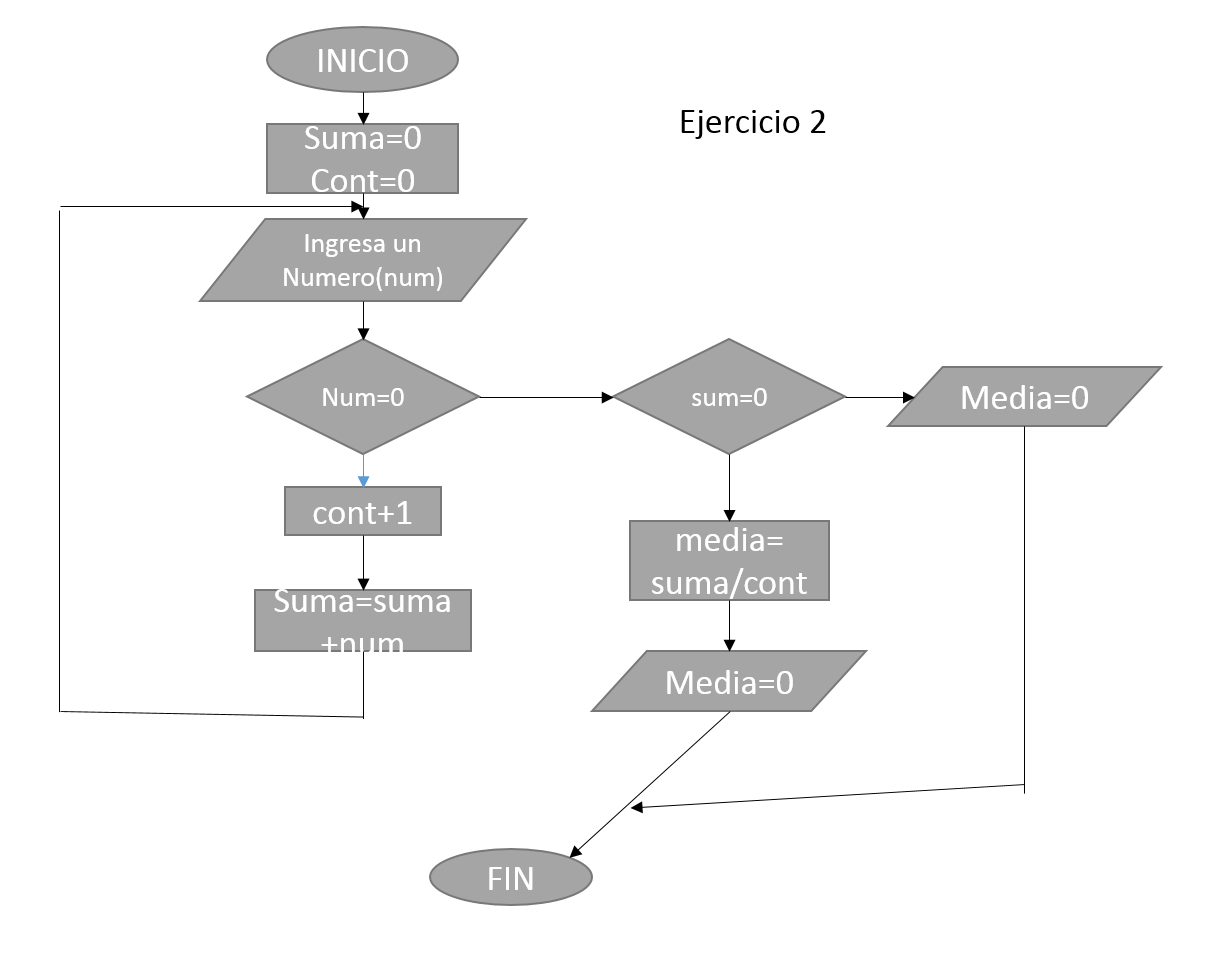 INICIO
Ejercicio 2
Suma=0
Cont=0
Ingresa un
Numero(num)
Num=0
sum=0
Media=0
cont+1
media=
suma/cont
Suma=suma
+num
Media=0
FIN